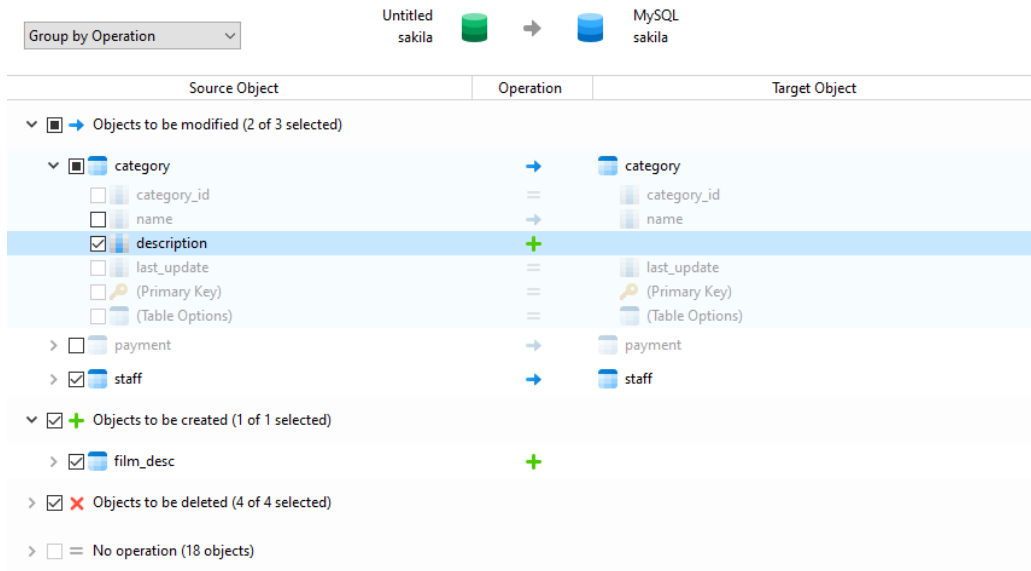 Untitled MySQL
Group by Operation sakila sakila
Source Object Operation Target Object
Objects to be modified (2 of 3 selected)
category category
category_id = category_id
name name
description
last_update = last_update
(Primary Key) = (Primary Key)
(Table Options) = (Table Options)
payment payment
staff staff
Objects to be created (1 of 1 selected)
film_desc
Objects to be deleted (4 of 4 selected)
= No operation (18 objects)